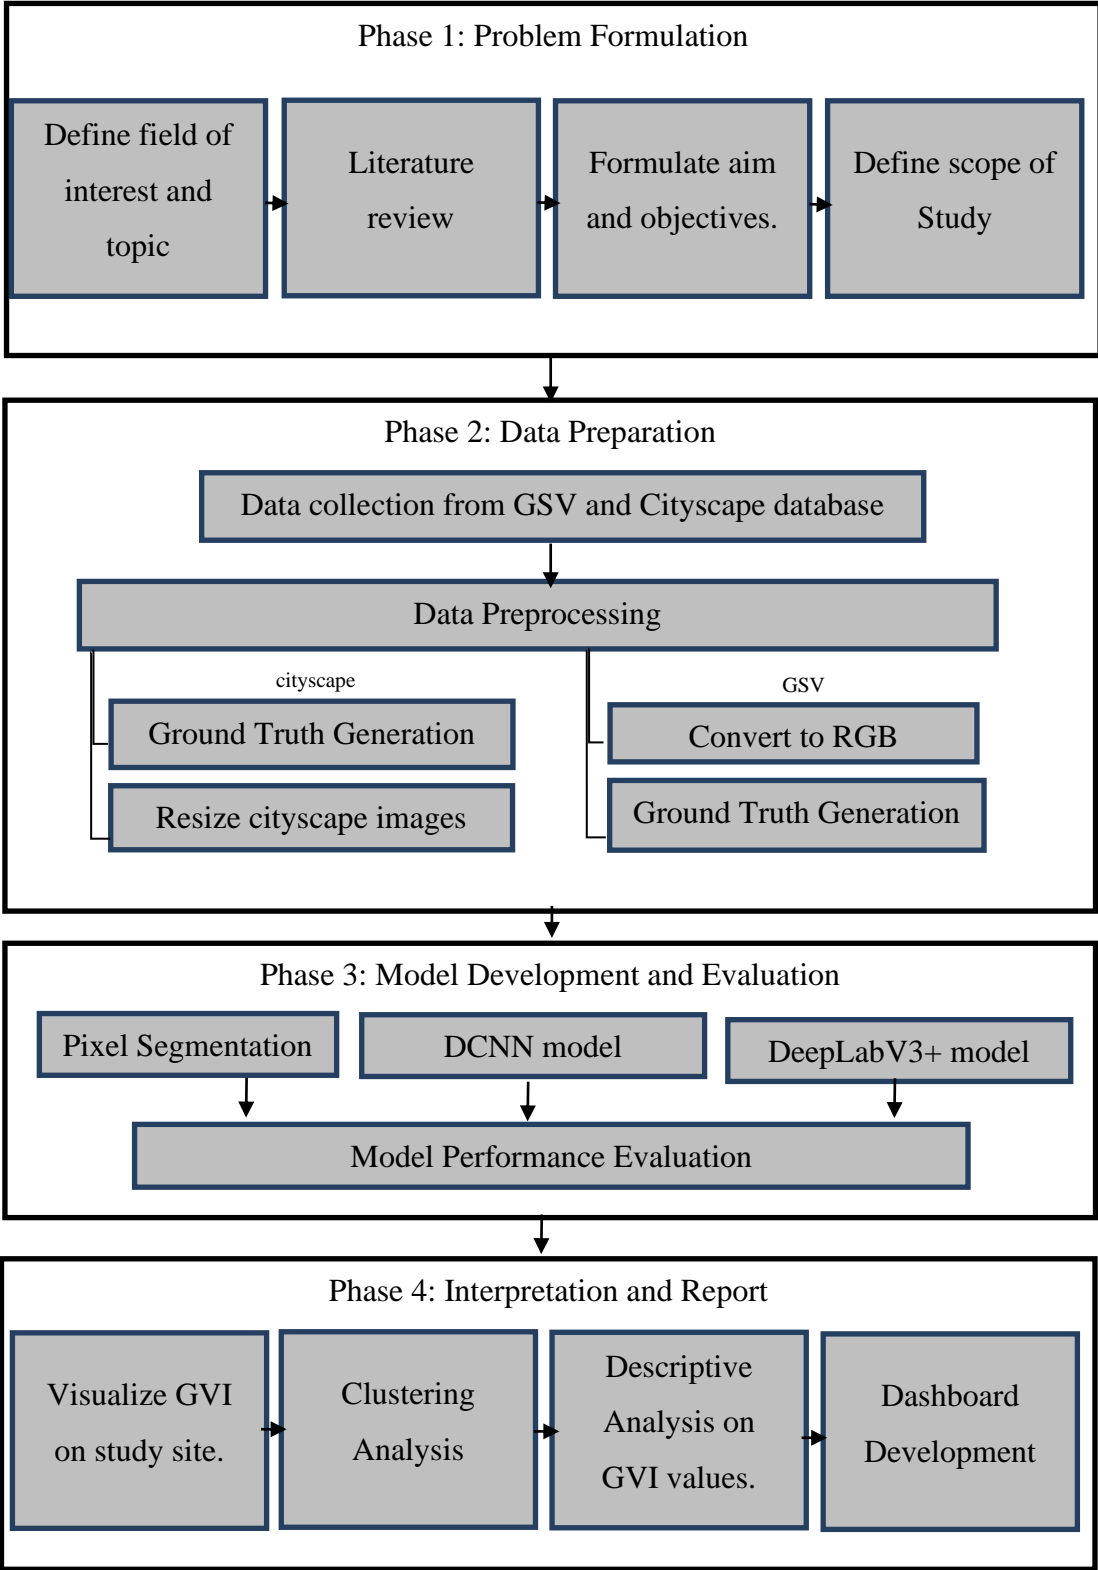 Phase 1: Problem Formulation
Define field of
interest and
topic
Literature
review
Formulate aim
and objectives.
Define scope of
Study
Phase 2: Data Preparation
Data collection from GSV and Cityscape database
Data Preprocessing
cityscape
Ground Truth Generation
Resize cityscape images
GSV
Convert to RGB
Ground Truth Generation
Phase 3: Model Development and Evaluation
Pixel Segmentation
DCNN model
DeepLabV3+ model
Model Performance Evaluation
Phase 4: Interpretation and Report
Visualize GVI
on study site.
Clustering
Analysis
Descriptive
Analysis on
GVI values.
Dashboard
Development